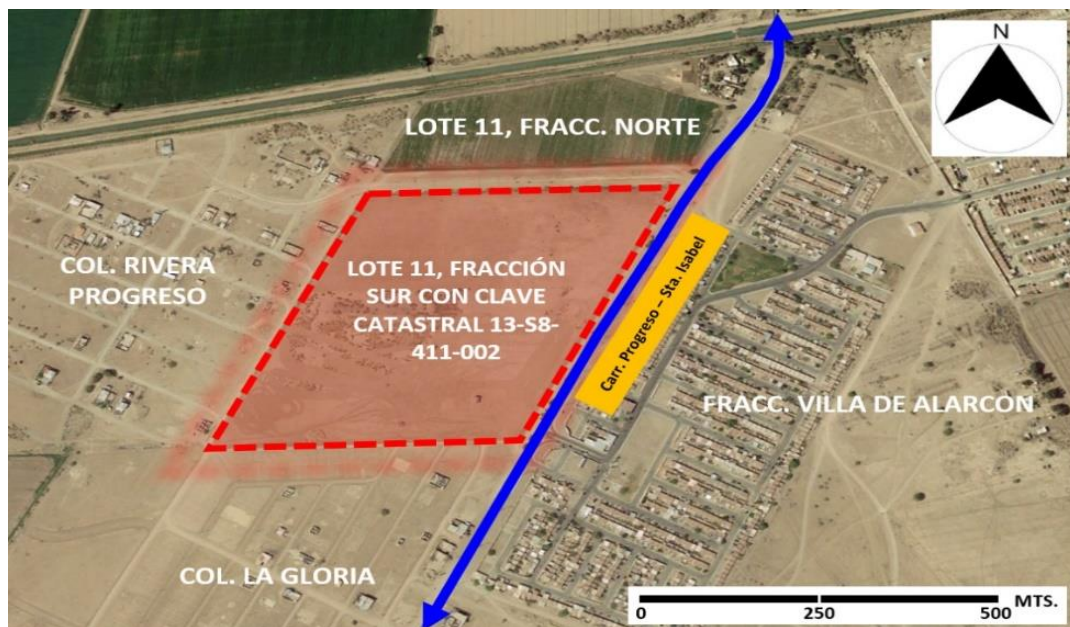 N
LOTE 11, FRACC. NORTE
COL. RIVERA
PROGRESO
LOTE 11, FRACCIÓN
SUR CON CLAVE
CATASTRAL 13-S8-
411-002
Carr. Progreso – Sta. Isabel
FRACC. VILLA DE ALARCÓN
COL. LA GLORIA
0 250 500 MTS.